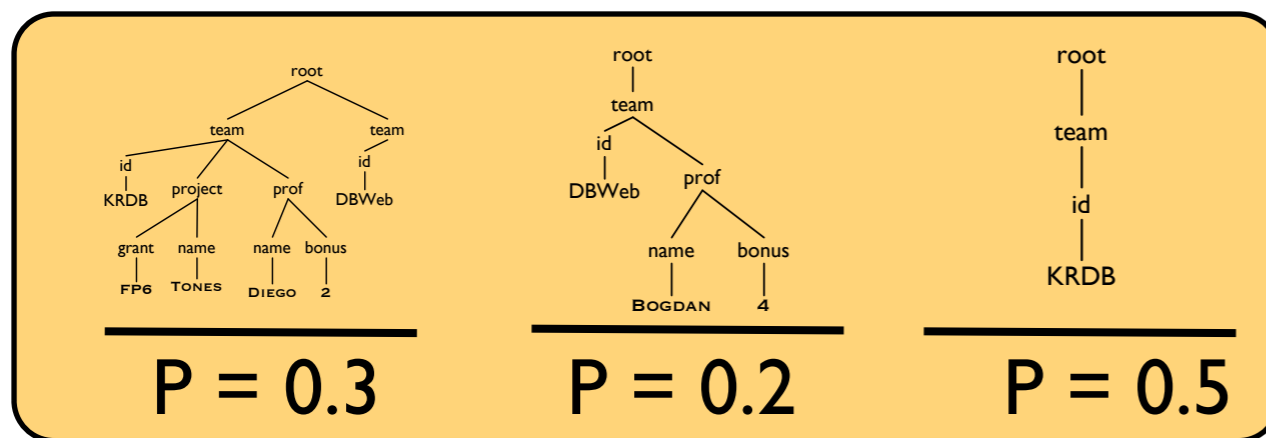 root
team
team
id
project
prof
id
KRDB
DBWeb
grant
name
name
bonus
FP6
TONES
DIEGO
2
P = 0.3
root
team
id
prof
DBWeb
name
bonus
BOGDAN
4
P = 0.2
root
team
id
KRDB
P = 0.5